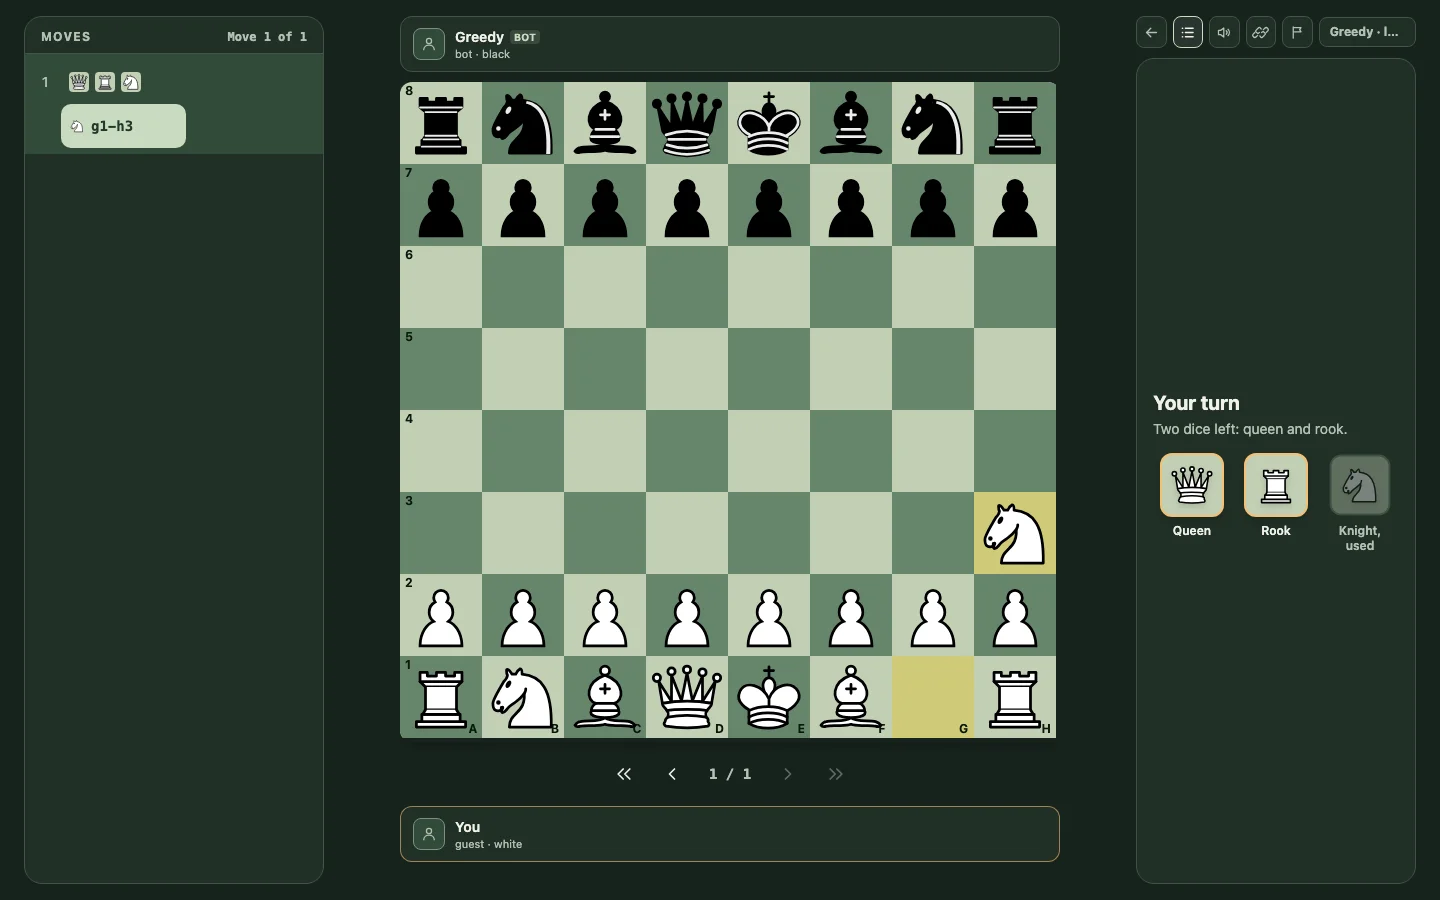 MOVES
Move 1 of 1
1
g1–h3
Greedy BOT
bot · black
8
7
6
5
4
3
2
1
A B C D E F G H
1 / 1
You
guest · white
Greedy · l...
Your turn
Two dice left: queen and rook.
Queen
Rook
Knight,
used